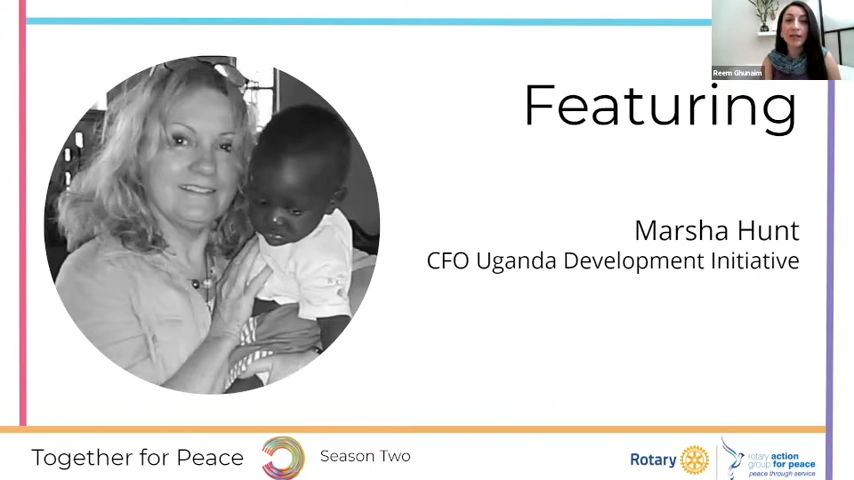 Reem Ghunaim
Featuring
Marsha Hunt
CFO Uganda Development Initiative
Together for Peace
Season Two
Rotary
rotary action
group for peace
peace through service